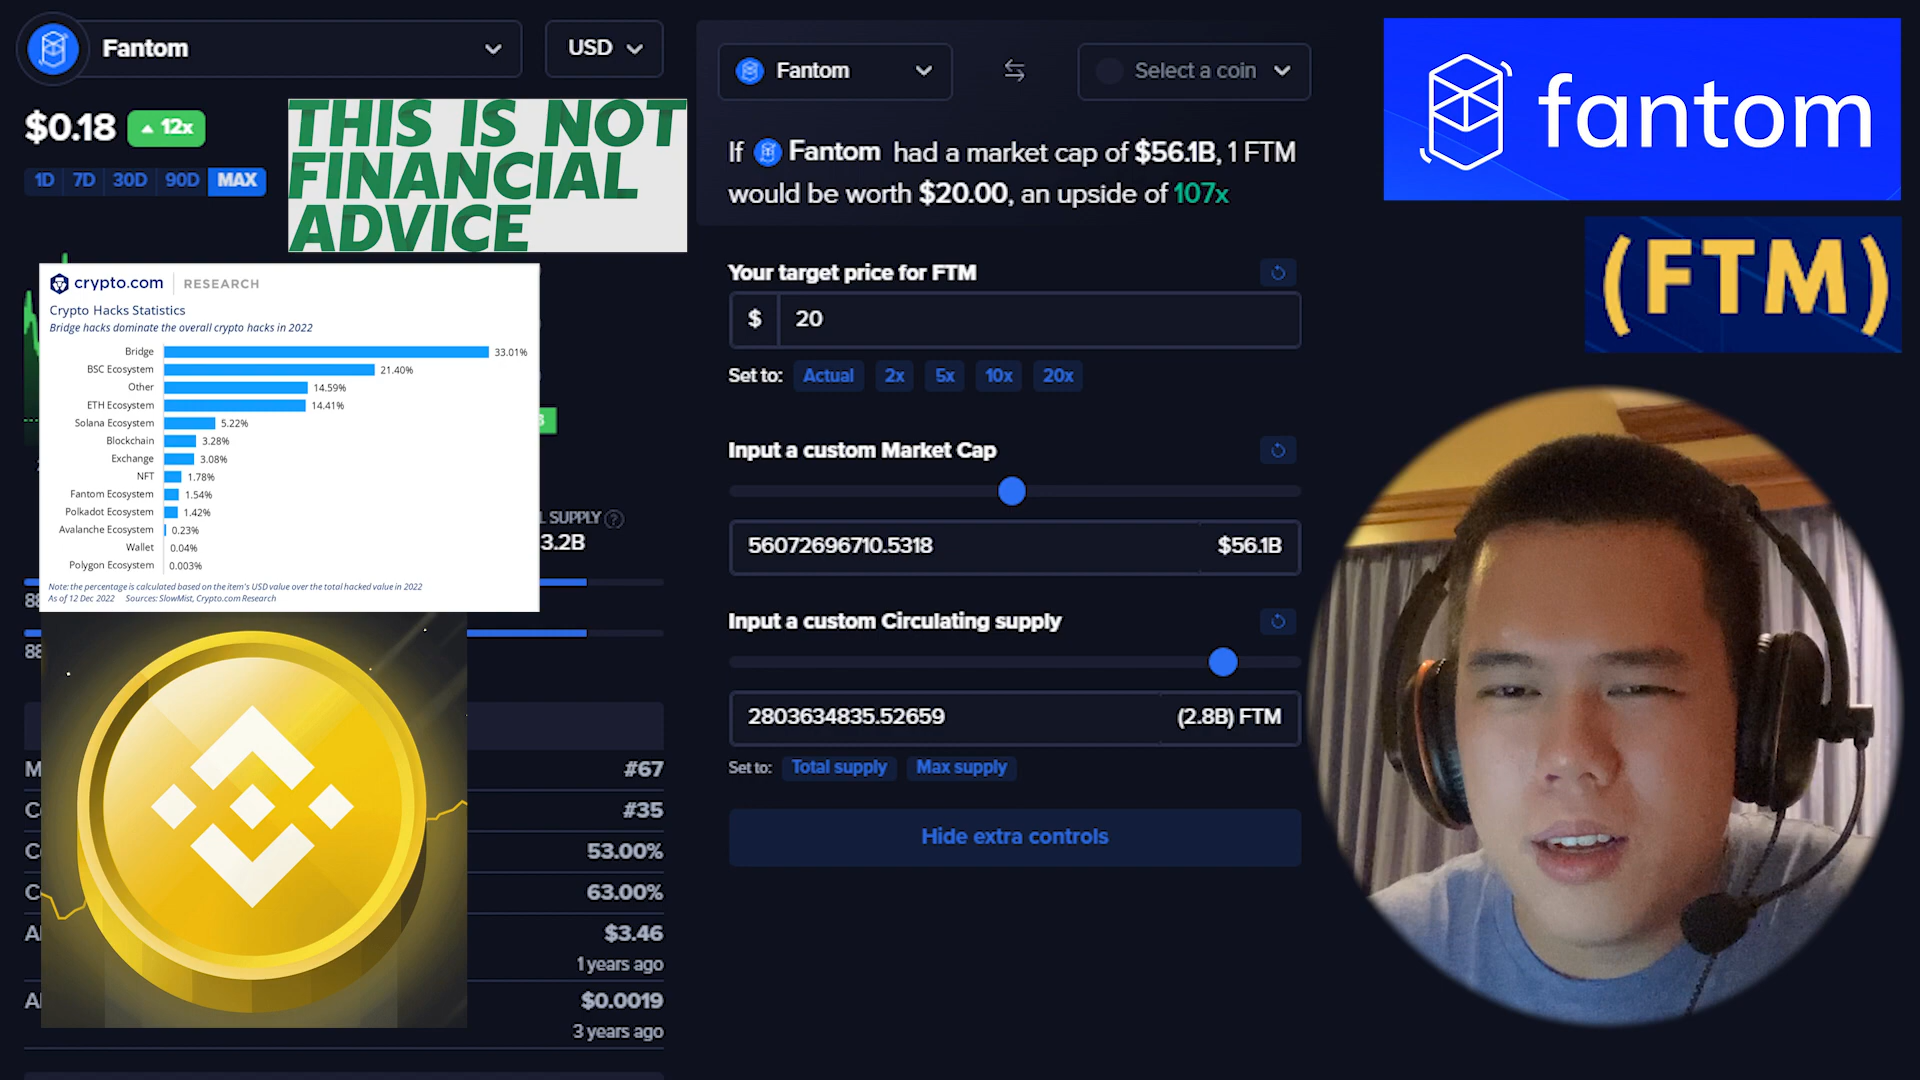 Fantom
USD
$0.18
12x
1D 7D 30D 90D MAX
THIS IS NOT
FINANCIAL
ADVICE
crypto.com RESEARCH
Crypto Hacks Statistics
Bridge hacks dominate the overall crypto hacks in 2022
Bridge 33.01%
BSC Ecosystem 21.40%
Other 14.59%
ETH Ecosystem 14.41%
Solana Ecosystem 5.22%
Blockchain 3.28%
Exchange 3.08%
NFT 1.78%
Fantom Ecosystem 1.54%
Polkadot Ecosystem 1.42%
Avalanche Ecosystem 0.23%
Wallet 0.04%
Polygon Ecosystem 0.003%
Note: the percentage is calculated based on the item's USD value over the total hacked value in 2022
As of 12 Dec 2022 Sources: SlowMist, Crypto.com Research
L SUPPLY ?
3.2B
88
88
M #67
C #35
C 53.00%
C 63.00%
A $3.46
1 years ago
A $0.0019
3 years ago
Fantom
Select a coin
If Fantom had a market cap of $56.1B, 1 FTM
would be worth $20.00, an upside of 107x
Your target price for FTM
$ 20
Set to: Actual 2x 5x 10x 20x
Input a custom Market Cap
56072696710.5318 $56.1B
Input a custom Circulating supply
2803634835.52659 (2.8B) FTM
Set to: Total supply Max supply
Hide extra controls
fantom
(FTM)